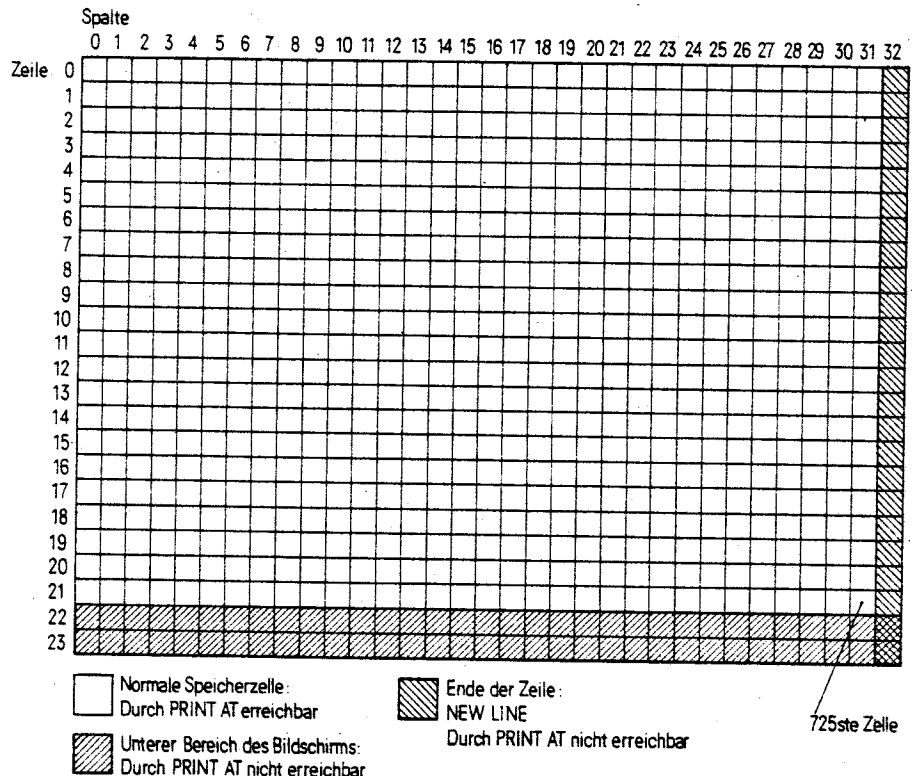 Spalte
0 1 2 3 4 5 6 7 8 9 10 11 12 13 14 15 16 17 18 19 20 21 22 23 24 25 26 27 28 29 30 31 32
Zeile 0
1
2
3
4
5
6
7
8
9
10
11
12
13
14
15
16
17
18
19
20
21
22
23
Normale Speicherzelle:
Durch PRINT AT erreichbar
Unterer Bereich des Bildschirms:
Durch PRINT AT nicht erreichbar
Ende der Zeile:
NEW LINE
Durch PRINT AT nicht erreichbar
725ste Zelle